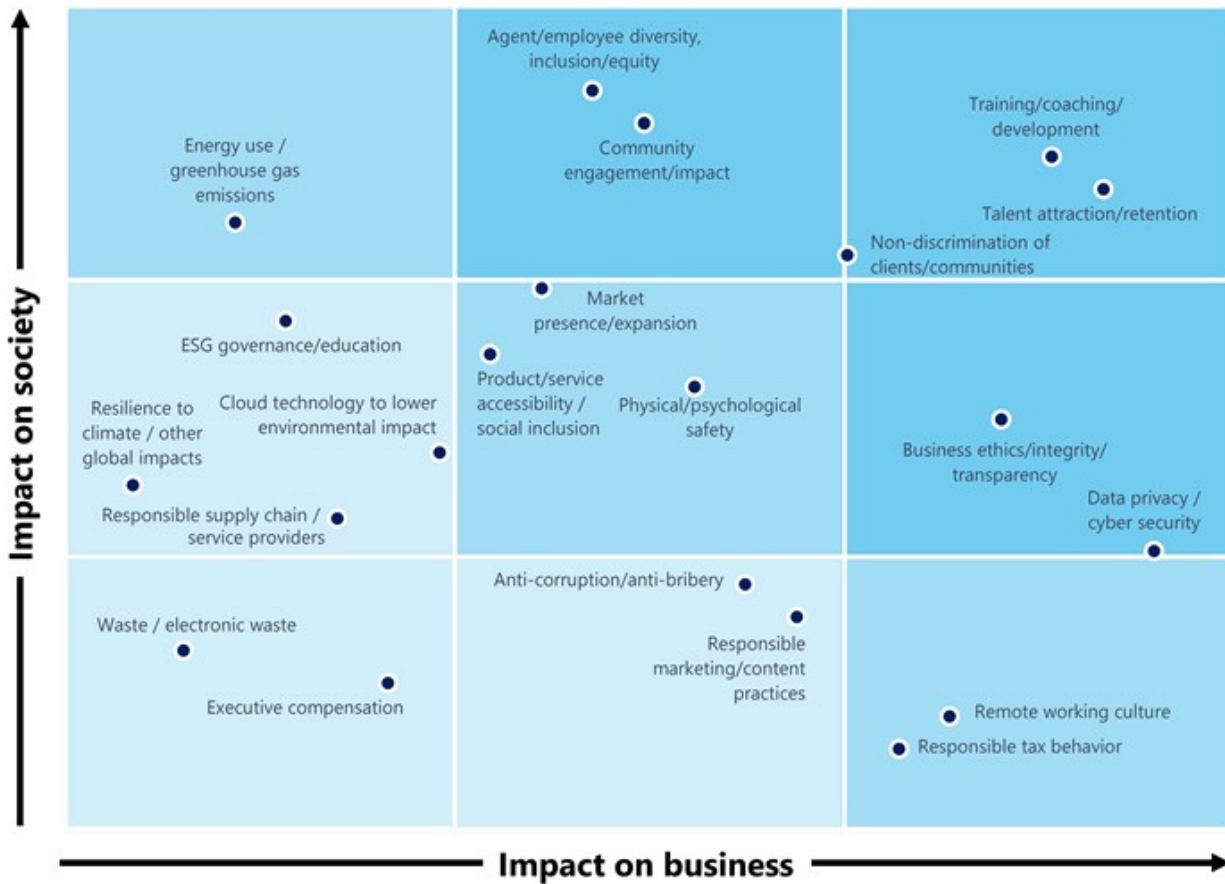 Impact on society
Agent/employee diversity,
inclusion/equity
Community
engagement/impact
Training/coaching/
development
Talent attraction/retention
Non-discrimination of
clients/communities
Energy use /
greenhouse gas
emissions
Market
presence/expansion
ESG governance/education
Product/service
accessibility /
social inclusion
Physical/psychological
safety
Cloud technology to lower
environmental impact
Resilience to
climate / other
global impacts
Responsible supply chain /
service providers
Business ethics/integrity/
transparency
Data privacy /
cyber security
Anti-corruption/anti-bribery
Responsible
marketing/content
practices
Waste / electronic waste
Executive compensation
Remote working culture
Responsible tax behavior
Impact on business